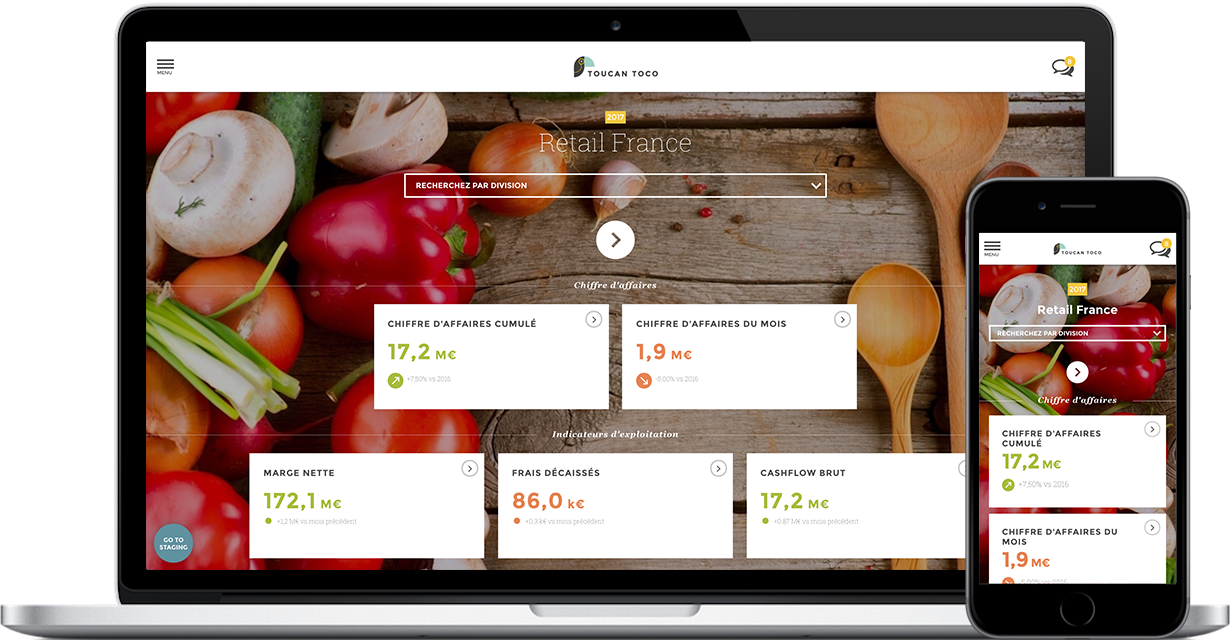 MENU
TOUCAN TOCO
2017
Retail France
RECHERCHEZ PAR DIVISION
Chiffre d'affaires
CHIFFRE D'AFFAIRES CUMULÉ
17,2 M€
+7,50% vs 2016
CHIFFRE D'AFFAIRES DU MOIS
1,9 M€
-5,00% vs 2016
Indicateurs d'exploitation
MARGE NETTE
172,1 M€
+1,2 M€ vs mois précédent
FRAIS DÉCAISSÉS
86,0 k€
+0.3 k€ vs mois précédent
CASHFLOW BRUT
17,2 M€
+0.87 M€ vs mois précédent
GO TO
STAGING
MENU
TOUCAN TOCO
2017
Retail France
RECHERCHEZ PAR DIVISION
Chiffre d'affaires
CHIFFRE D'AFFAIRES
CUMULÉ
17,2 M€
+7,50% vs 2016
CHIFFRE D'AFFAIRES DU
MOIS
1,9 M€
-5,00% vs 2016